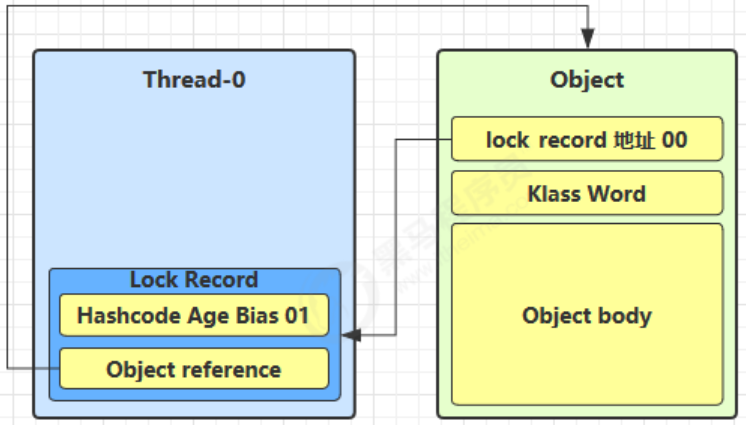 Thread-0
Lock Record
Hashcode Age Bias 01
Object reference
Object
lock record 地址 00
Klass Word
Object body
黑马程序员